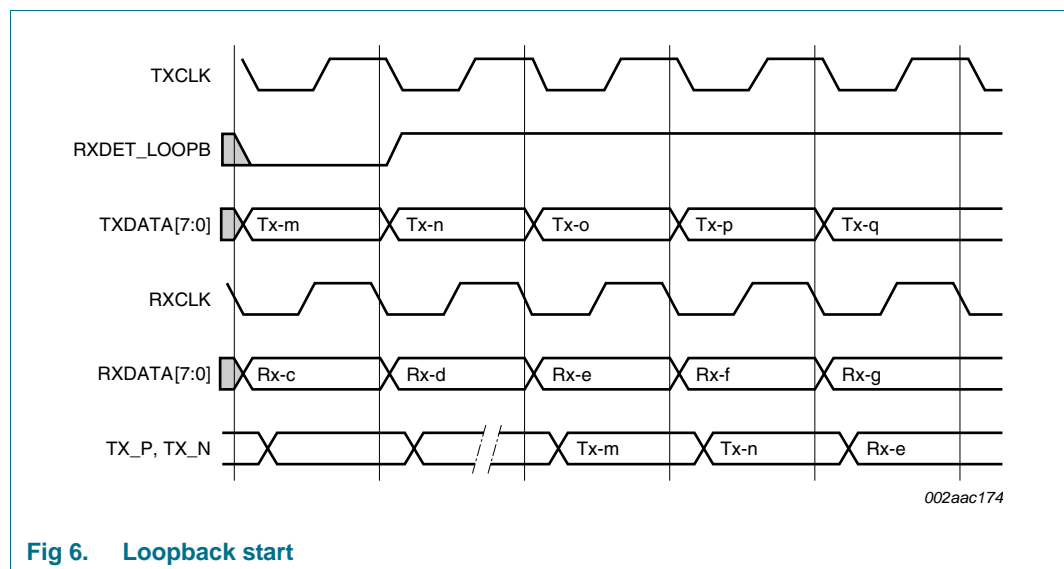 TXCLK
RXDET_LOOPB
TXDATA[7:0] Tx-m Tx-n Tx-o Tx-p Tx-q
RXCLK
RXDATA[7:0] Rx-c Rx-d Rx-e Rx-f Rx-g
TX_P, TX_N Tx-m Tx-n Rx-e
002aac174
Fig 6. Loopback start